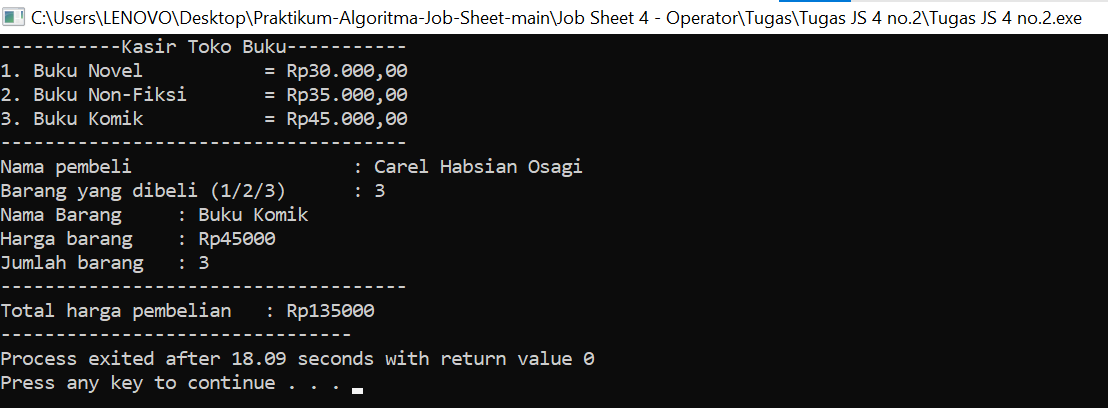 C:\Users\LENOVO\Desktop\Praktikum-Algoritma-Job-Sheet-main\Job Sheet 4 - Operator\Tugas\Tugas JS 4 no.2\Tugas JS 4 no.2.exe
-----------Kasir Toko Buku-----------
1. Buku Novel           = Rp30.000,00
2. Buku Non-Fiksi       = Rp35.000,00
3. Buku Komik           = Rp45.000,00
-------------------------------------
Nama pembeli                    : Carel Habsian Osagi
Barang yang dibeli (1/2/3)      : 3
Nama Barang     : Buku Komik
Harga barang    : Rp45000
Jumlah barang   : 3
-------------------------------------
Total harga pembelian   : Rp135000
--------------------------------
Process exited after 18.09 seconds with return value 0
Press any key to continue . . .